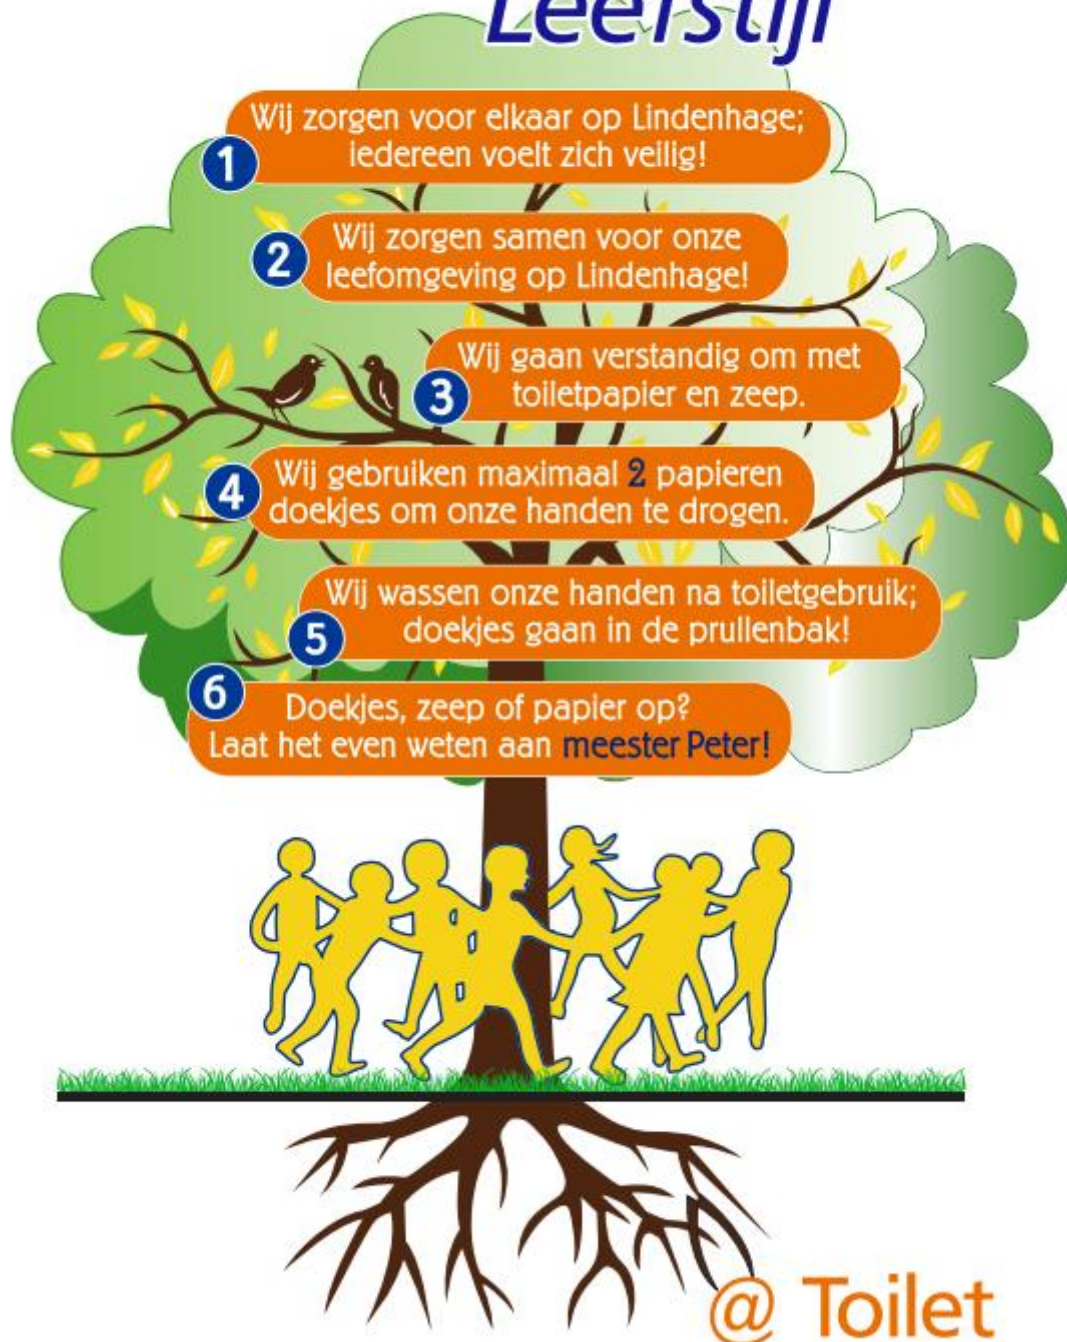 Leefstijl
Wij zorgen voor elkaar op Lindenhage;
iedereen voelt zich veilig!
1
Wij zorgen samen voor onze
leefomgeving op Lindenhage!
2
Wij gaan verstandig om met
toiletpapier en zeep.
3
Wij gebruiken maximaal 2 papieren
doekjes om onze handen te drogen.
4
Wij wassen onze handen na toiletgebruik;
doekjes gaan in de prullenbak!
5
6
Doekjes, zeep of papier op?
Laat het even weten aan meester Peter!
@ Toilet